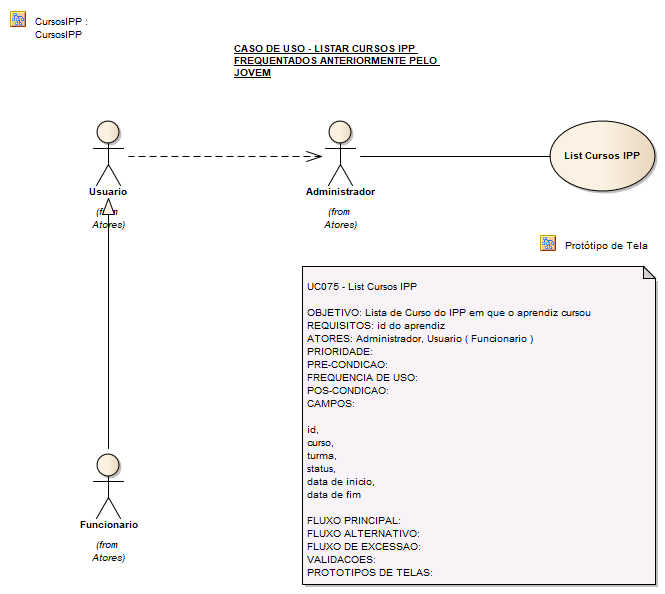 CursosIPP :
CursosIPP
CASO DE USO - LISTAR CURSOS IPP
FREQUENTADOS ANTERIORMENTE PELO
JOVEM
Usuario
(from
Atores)
Administrador
(from
Atores)
List Cursos IPP
Protótipo de Tela
UC075 - List Cursos IPP
OBJETIVO: Lista de Curso do IPP em que o aprendiz cursou
REQUISITOS: id do aprendiz
ATORES: Administrador, Usuario ( Funcionario )
PRIORIDADE:
PRE-CONDICAO:
FREQUENCIA DE USO:
POS-CONDICAO:
CAMPOS:
id,
curso,
turma,
status,
data de inicio,
data de fim
FLUXO PRINCIPAL:
FLUXO ALTERNATIVO:
FLUXO DE EXCESSAO:
VALIDACOES:
PROTOTIPOS DE TELAS:
Funcionario
(from
Atores)